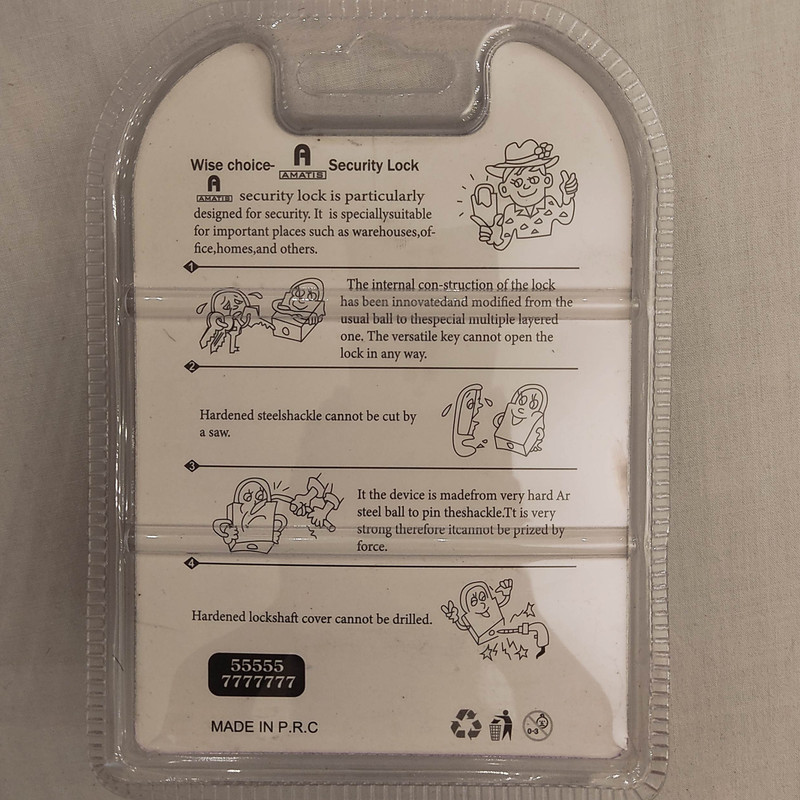 Wise choice- AMATIS Security Lock
AMATIS security lock is particularly
designed for security. It is speciallysuitable
for important places such as warehouses,of-
fice,homes,and others.
1
The internal con-struction of the lock
has been innovatedand modified from the
usual ball to thespecial multiple layered
one. The versatile key cannot open the
lock in any way.
2
Hardened steelshackle cannot be cut by
a saw.
3
It the device is madefrom very hard Ar
steel ball to pin theshackle.Tt is very
strong therefore itcannot be prized by
force.
4
Hardened lockshaft cover cannot be drilled.
55555
7777777
MADE IN P.R.C
0-3